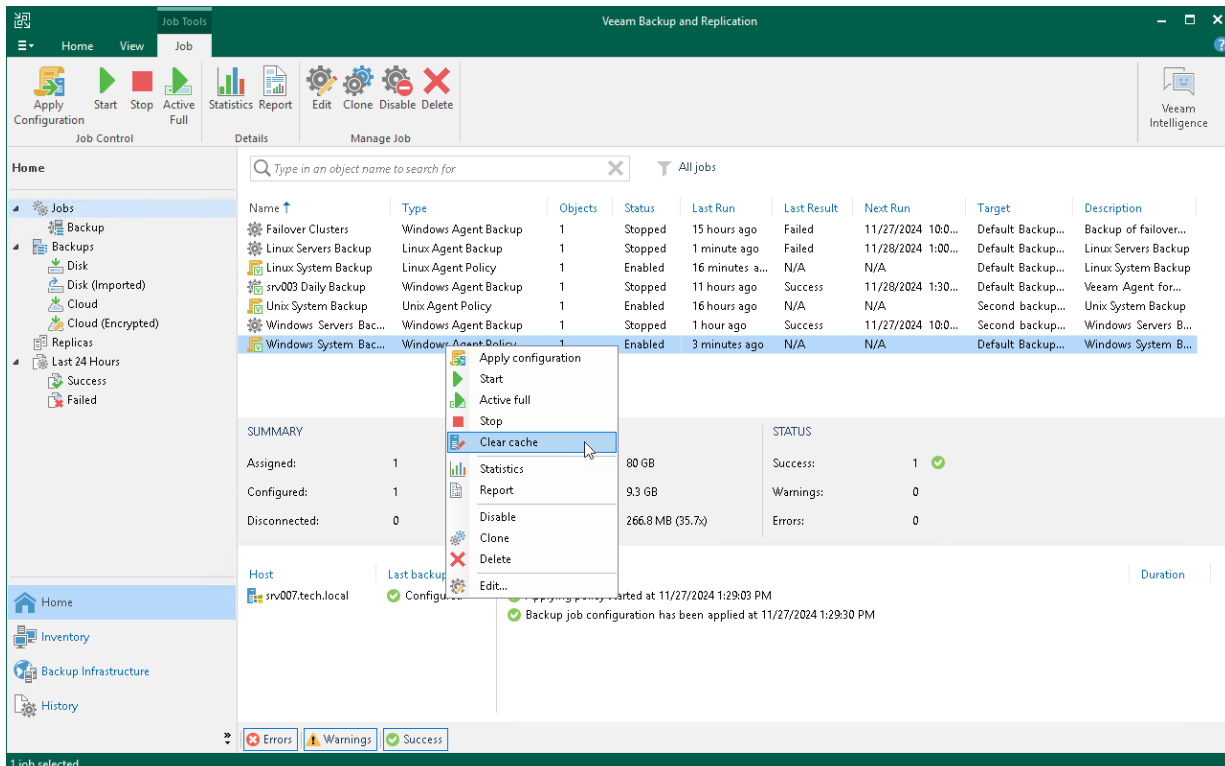 Job Tools
Veeam Backup and Replication
Home View Job
Apply Configuration
Start
Stop
Active Full
Statistics
Report
Edit
Clone
Disable
Delete
Veeam Intelligence
Job Control
Details
Manage Job
Home
Type in an object name to search for
All jobs
Jobs
Backup
Backups
Disk
Disk (Imported)
Cloud
Cloud (Encrypted)
Replicas
Last 24 Hours
Success
Failed
Name Type Objects Status Last Run Last Result Next Run Target Description
Failover Clusters Windows Agent Backup 1 Stopped 15 hours ago Failed 11/27/2024 10:0... Default Backup... Backup of failover...
Linux Servers Backup Linux Agent Backup 1 Stopped 1 minute ago Failed 11/28/2024 1:00... Default Backup... Linux Servers Backup
Linux System Backup Linux Agent Policy 1 Enabled 16 minutes a... N/A N/A Default Backup... Linux System Backup
srv003 Daily Backup Windows Agent Backup 1 Stopped 11 hours ago Success 11/28/2024 1:30... Default Backup... Veeam Agent for...
Unix System Backup Unix Agent Policy 1 Enabled 16 hours ago N/A N/A Second backup... Unix System Backup
Windows Servers Bac... Windows Agent Backup 1 Stopped 1 hour ago Success 11/27/2024 10:0... Second backup... Windows Servers B...
Windows System Bac... Windows Agent Policy 1 Enabled 3 minutes ago N/A N/A Default Backup... Windows System B...
Apply configuration
Start
Active full
Stop
Clear cache
Statistics
Report
Disable
Clone
Delete
Edit...
SUMMARY
Assigned: 1
Configured: 1
Disconnected: 0
80 GB
9.3 GB
266.8 MB (35.7x)
STATUS
Success: 1
Warnings: 0
Errors: 0
Host Last backup Duration
srv007.tech.local
started at 11/27/2024 1:29:03 PM
Backup job configuration has been applied at 11/27/2024 1:29:30 PM
Home
Inventory
Backup Infrastructure
History
Errors Warnings Success
1 job selected